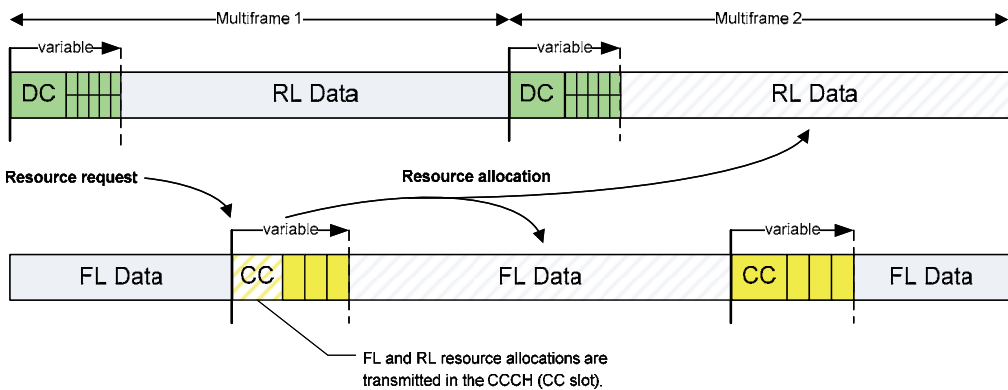 Multiframe 1
Multiframe 2
variable
variable
DC
RL Data
DC
RL Data
Resource request
Resource allocation
variable
variable
FL Data
CC
FL Data
CC
FL Data
FL and RL resource allocations are
transmitted in the CCCH (CC slot).